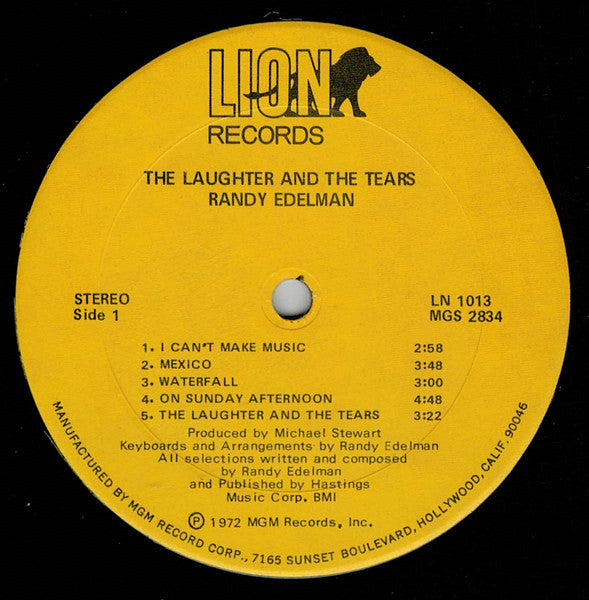 LION
RECORDS
THE LAUGHTER AND THE TEARS
RANDY EDELMAN
STEREO
Side 1
LN 1013
MGS 2834
1. I CAN'T MAKE MUSIC 2:58
2. MEXICO 3:48
3. WATERFALL 3:00
4. ON SUNDAY AFTERNOON 4:48
5. THE LAUGHTER AND THE TEARS 3:22
Produced by Michael Stewart
Keyboards and Arrangements by Randy Edelman
All selections written and composed
by Randy Edelman
and Published by Hastings
Music Corp. BMI
Ⓟ 1972 MGM Records, Inc.
MANUFACTURED BY MGM RECORD CORP., 7165 SUNSET BOULEVARD, HOLLYWOOD, CALIF. 90046